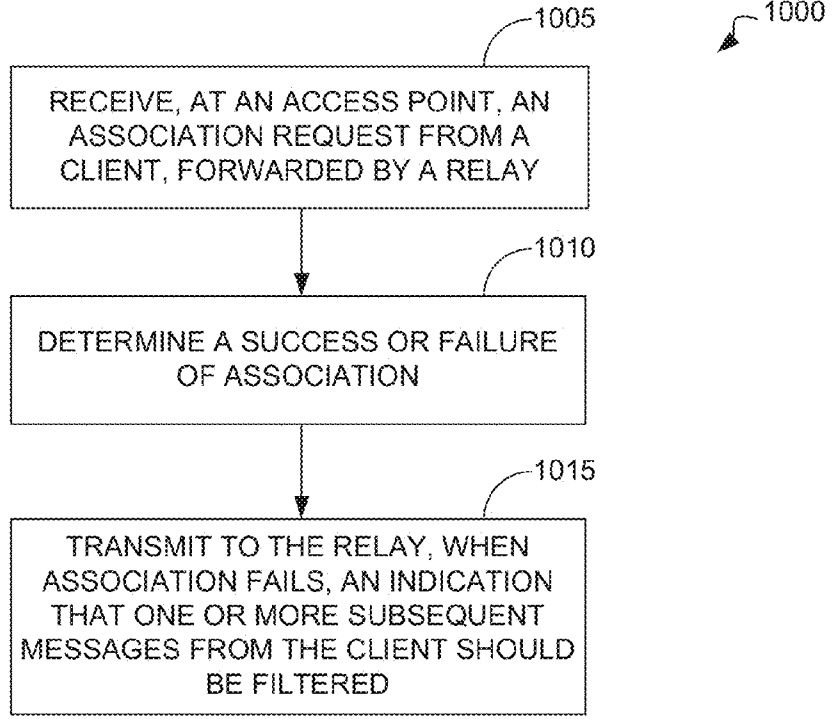 1000
1005
RECEIVE, AT AN ACCESS POINT, AN
ASSOCIATION REQUEST FROM A
CLIENT, FORWARDED BY A RELAY
1010
DETERMINE A SUCCESS OR FAILURE
OF ASSOCIATION
1015
TRANSMIT TO THE RELAY, WHEN
ASSOCIATION FAILS, AN INDICATION
THAT ONE OR MORE SUBSEQUENT
MESSAGES FROM THE CLIENT SHOULD
BE FILTERED